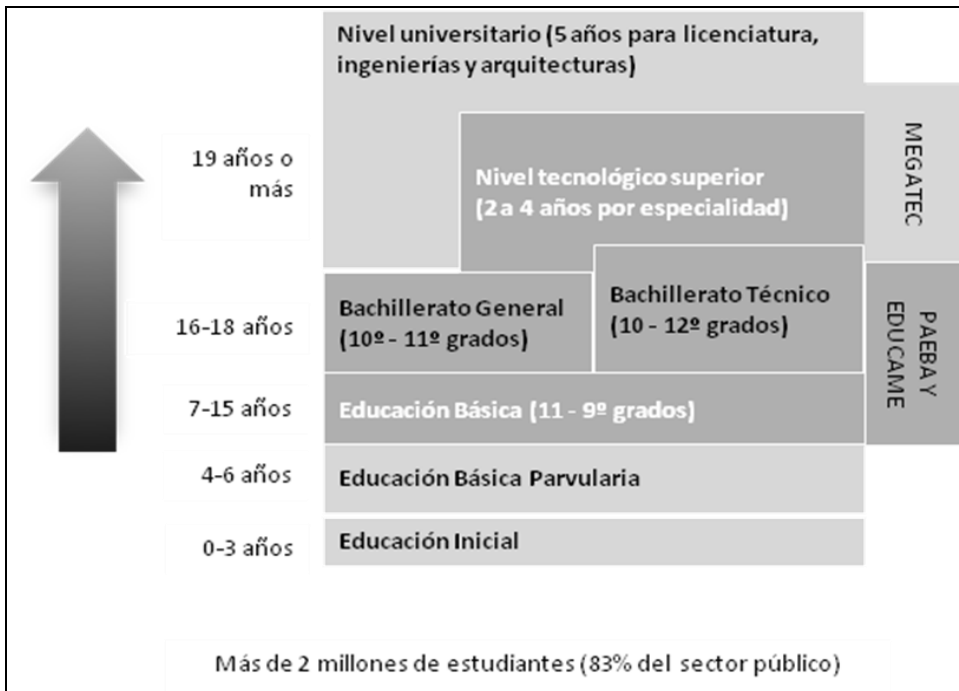 Nivel universitario (5 años para licenciatura,
ingenierías y arquitecturas)
MEGATEC
19 años o
más
Nivel tecnológico superior
(2 a 4 años por especialidad)
16-18 años
Bachillerato General
(10º - 11º grados)
Bachillerato Técnico
(10 - 12º grados)
PAEBA Y
EDUCAME
7-15 años
Educación Básica (11 - 9º grados)
4-6 años
Educación Básica Parvularia
0-3 años
Educación Inicial
Más de 2 millones de estudiantes (83% del sector público)